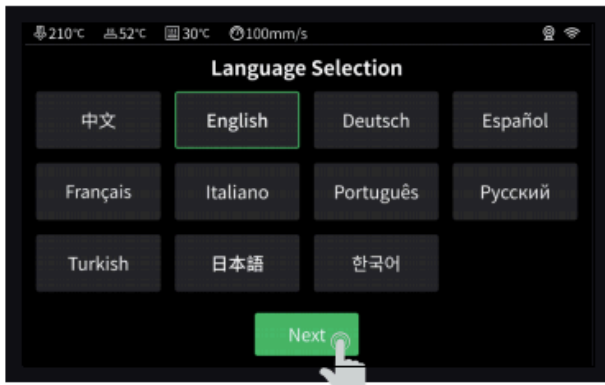 210℃ 52℃ 30℃ 100mm/s
Language Selection
中文 English Deutsch Español
Français Italiano Português Русский
Turkish 日本語 한국어
Next